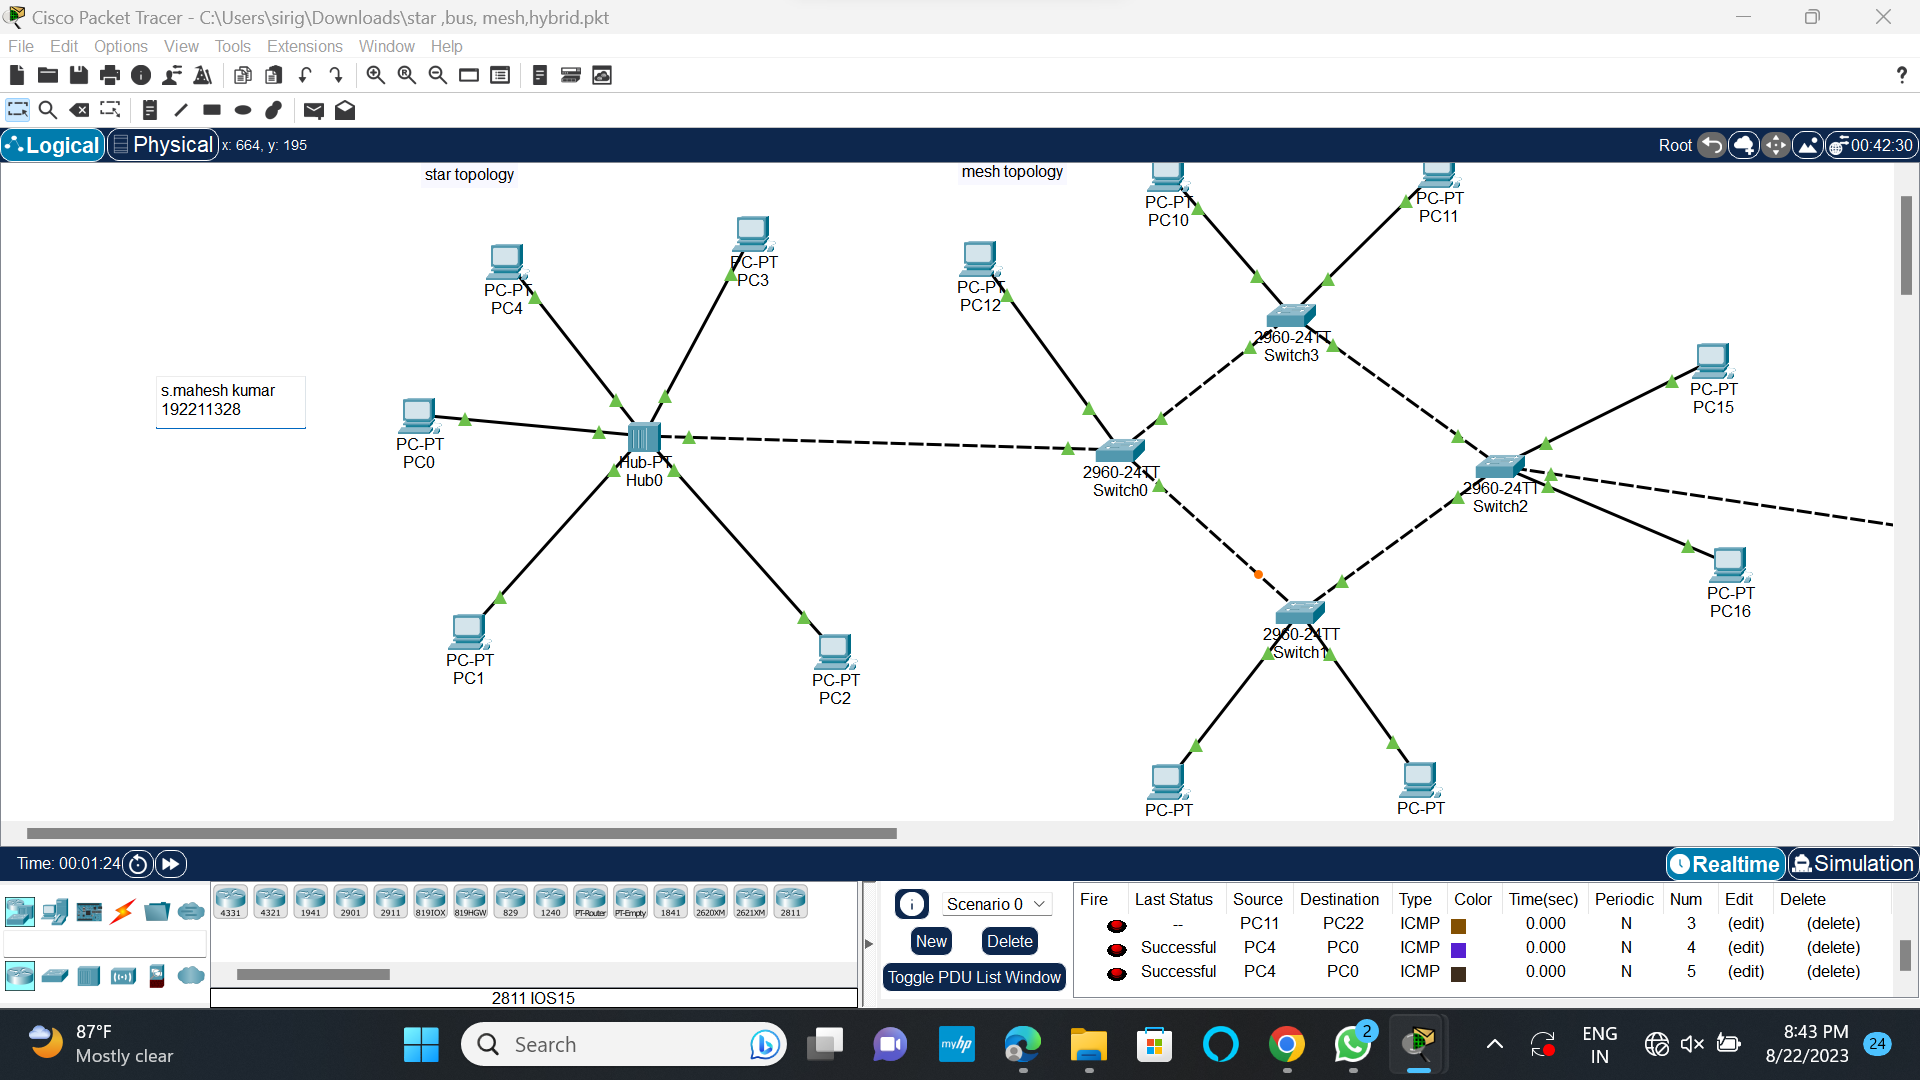 Cisco Packet Tracer - C:\Users\sirig\Downloads\star ,bus, mesh,hybrid.pkt
File Edit Options View Tools Extensions Window Help
?
Logical Physical x: 664, y: 195 Root 00:42:30
star topology
mesh topology
PC-PT
PC10
PC-PT
PC11
PC-PT
PC3
PC-PT
PC4
PC-PT
PC12
2960-24TT
Switch3
PC-PT
PC15
s.mahesh kumar
192211328
PC-PT
PC0
Hub-PT
Hub0
2960-24TT
Switch0
2960-24TT
Switch2
PC-PT
PC16
2960-24TT
Switch1
PC-PT
PC1
PC-PT
PC2
PC-PT
PC-PT
Time: 00:01:24 Realtime Simulation
4331 4321 1941 2901 2911 819IOX 819HGW 829 1240 PT-Router PT-Empty 1841 2620XM 2621XM 2811
2811 IOS15
Scenario 0
New Delete
Toggle PDU List Window
Fire Last Status Source Destination Type Color Time(sec) Periodic Num Edit Delete
-- PC11 PC22 ICMP 0.000 N 3 (edit) (delete)
Successful PC4 PC0 ICMP 0.000 N 4 (edit) (delete)
Successful PC4 PC0 ICMP 0.000 N 5 (edit) (delete)
87°F
Mostly clear
Search
myhp
2
ENG
IN
8:43 PM
8/22/2023
24